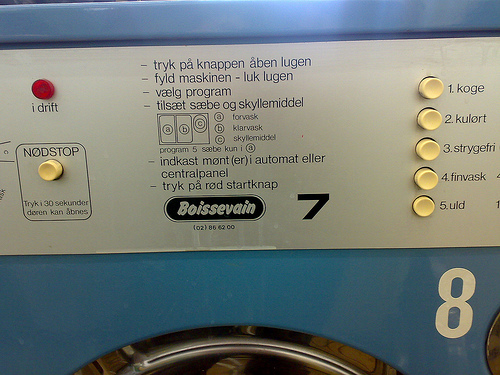 i drift
NØDSTOP
Tryk i 30 sekunder
døren kan åbnes
- tryk på knappen åben lugen
- fyld maskinen - luk lugen
- vælg program
- tilsæt sæbe og skyllemiddel
a b c
a forvask
b klarvask
c skyllemiddel
program 5 sæbe kun i a
- indkast mønt(er) i automat eller
centralpanel
- tryk på rød startknap
Boissevain
(02) 86 62 00
7
1. koge
2. kulørt
3. strygefri
4. finvask
5. uld
8